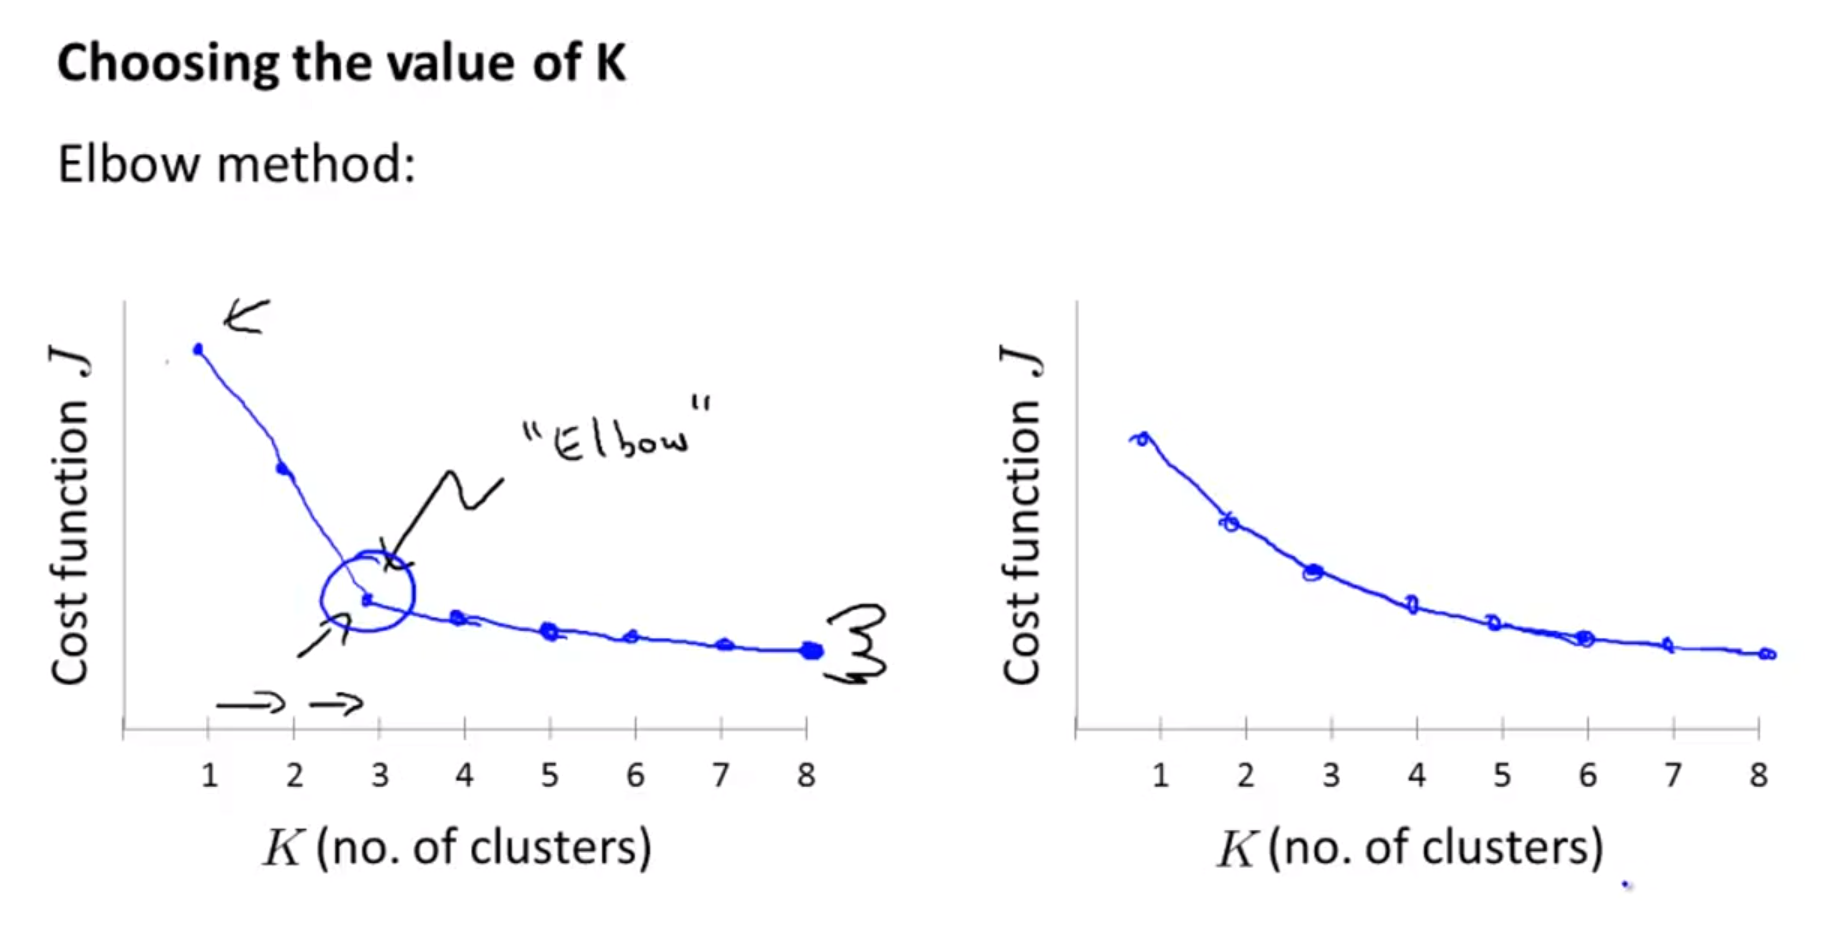 Choosing the value of K
Elbow method:
"Elbow"
Cost function J
1 2 3 4 5 6 7 8
K (no. of clusters)
Cost function J
1 2 3 4 5 6 7 8
K (no. of clusters)